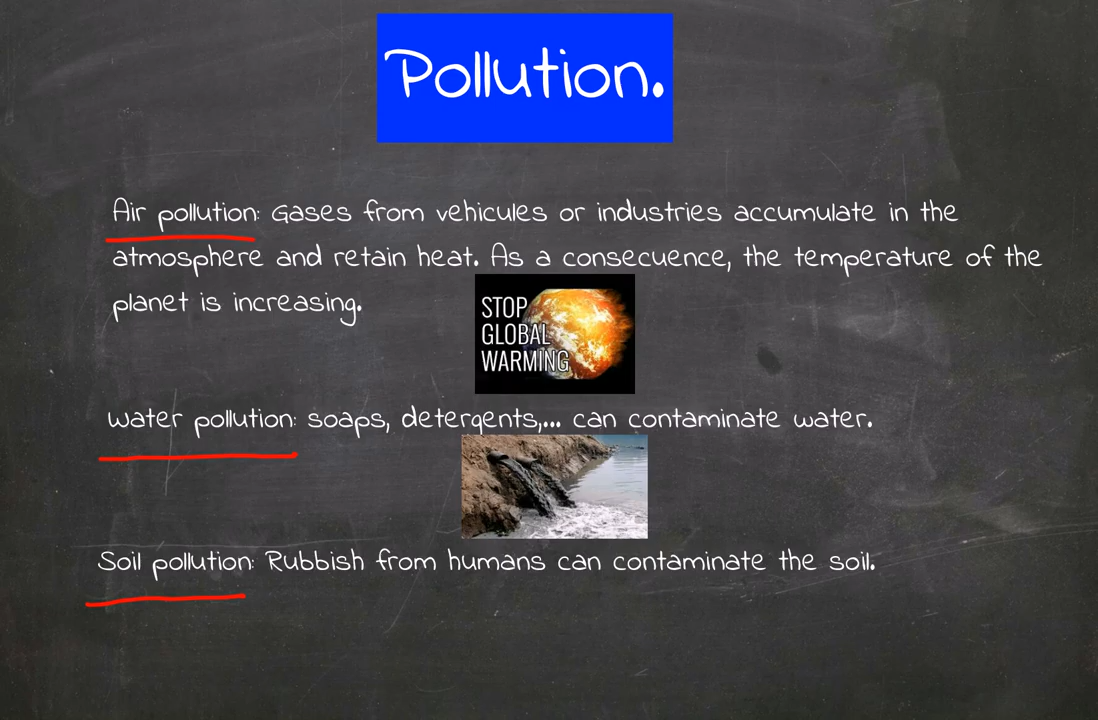 Pollution.
Air pollution: Gases from vehicules or industries accumulate in the
atmosphere and retain heat. As a consecuence, the temperature of the
planet is increasing.
STOP
GLOBAL
WARMING
Water pollution: soaps, detergents,... can contaminate water.
Soil pollution: Rubbish from humans can contaminate the soil.